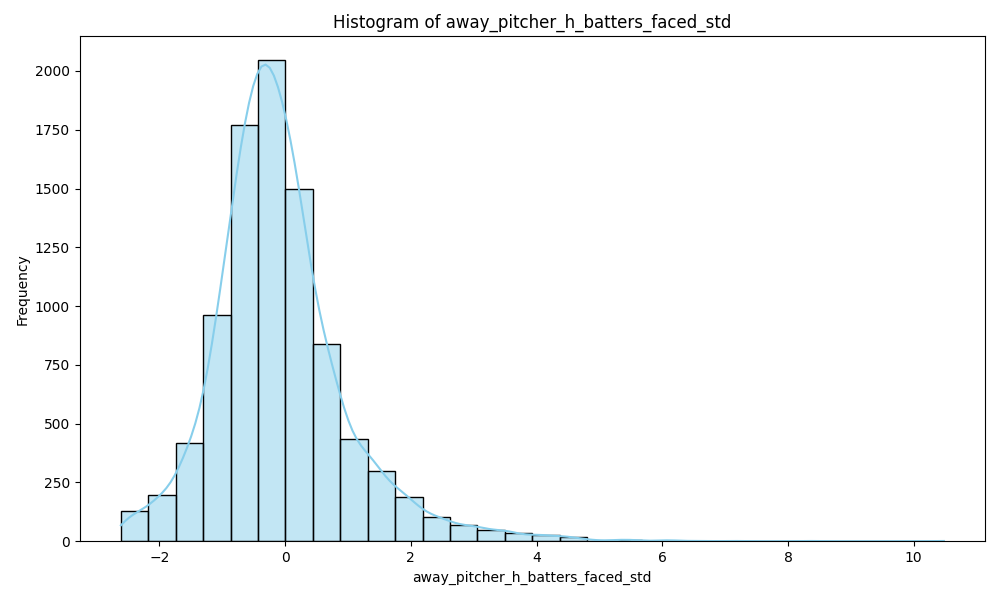 Histogram of away_pitcher_h_batters_faced_std
Frequency
2000
1750
1500
1250
1000
750
500
250
0
−2 0 2 4 6 8 10
away_pitcher_h_batters_faced_std